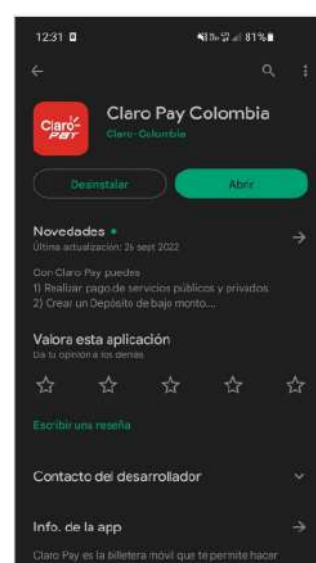 12:31
81%
Claro-
PAY
Claro Pay Colombia
Claro-Colombia
Desinstalar
Abrir
Novedades
Última actualización: 26 sept 2022
Con Claro Pay puedes
1) Realizar pago de servicios públicos y privados
2) Crear un Depósito de bajo monto....
Valora esta aplicación
Da tu opinión a los demás
Escribir una reseña
Contacto del desarrollador
Info. de la app
Claro Pay es la billetera móvil que te permite hacer